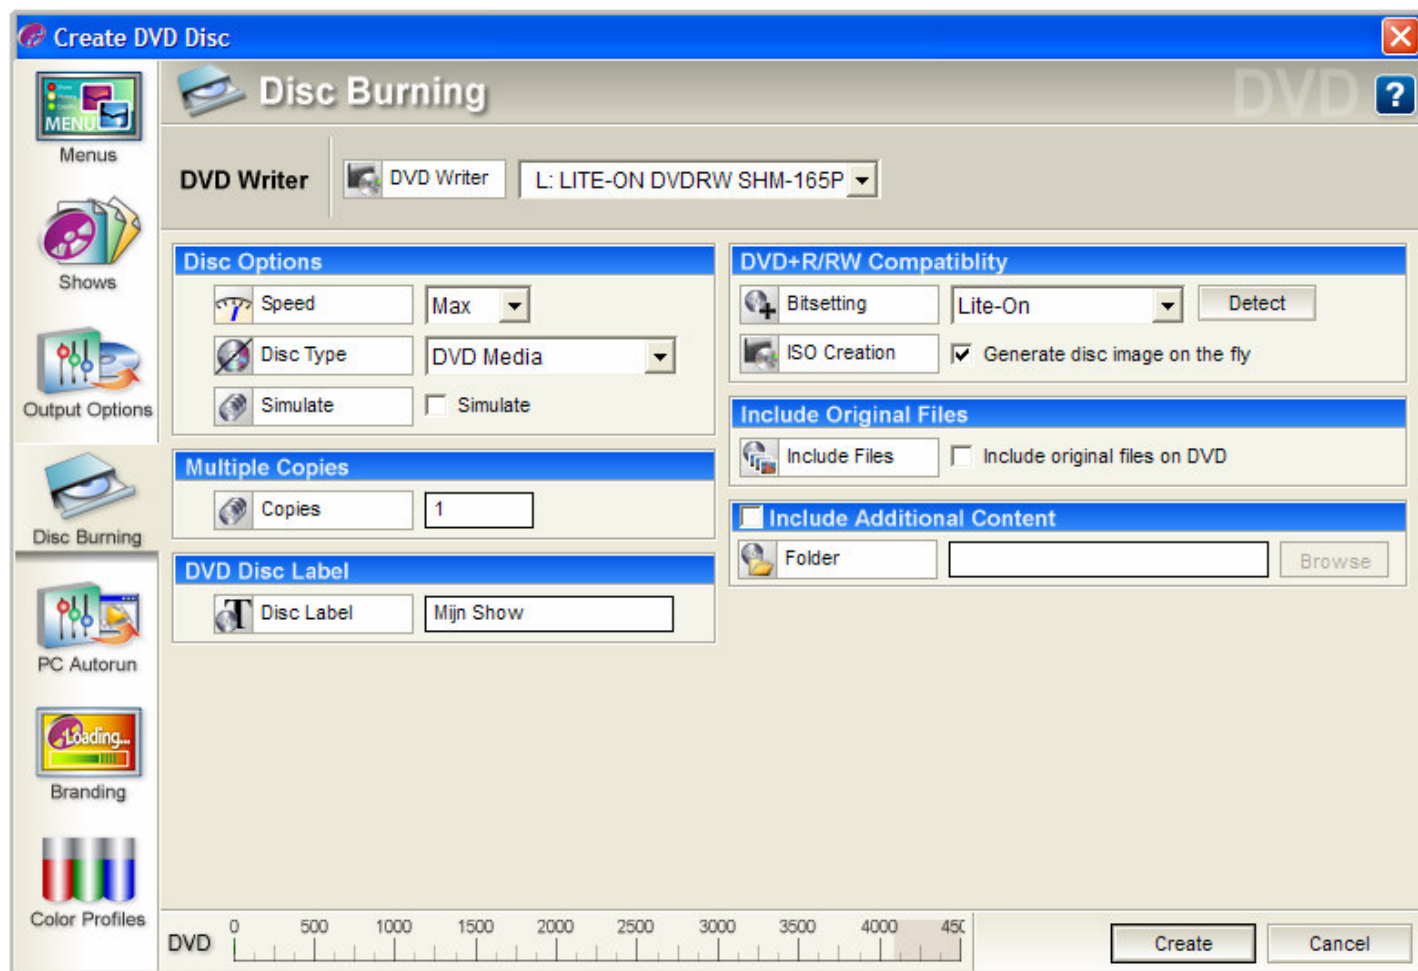 Create DVD Disc
Disc Burning
DVD
?
MENU
Menus
Shows
Output Options
Disc Burning
PC Autorun
Loading...
Branding
Color Profiles
DVD Writer
DVD Writer
L: LITE-ON DVDRW SHM-165P
Disc Options
Speed
Max
Disc Type
DVD Media
Simulate
Simulate
Multiple Copies
Copies
1
DVD Disc Label
Disc Label
Mijn Show
DVD+R/RW Compatiblity
Bitsetting
Lite-On
Detect
ISO Creation
Generate disc image on the fly
Include Original Files
Include Files
Include original files on DVD
Include Additional Content
Folder
Browse
DVD
0 500 1000 1500 2000 2500 3000 3500 4000 450
Create
Cancel